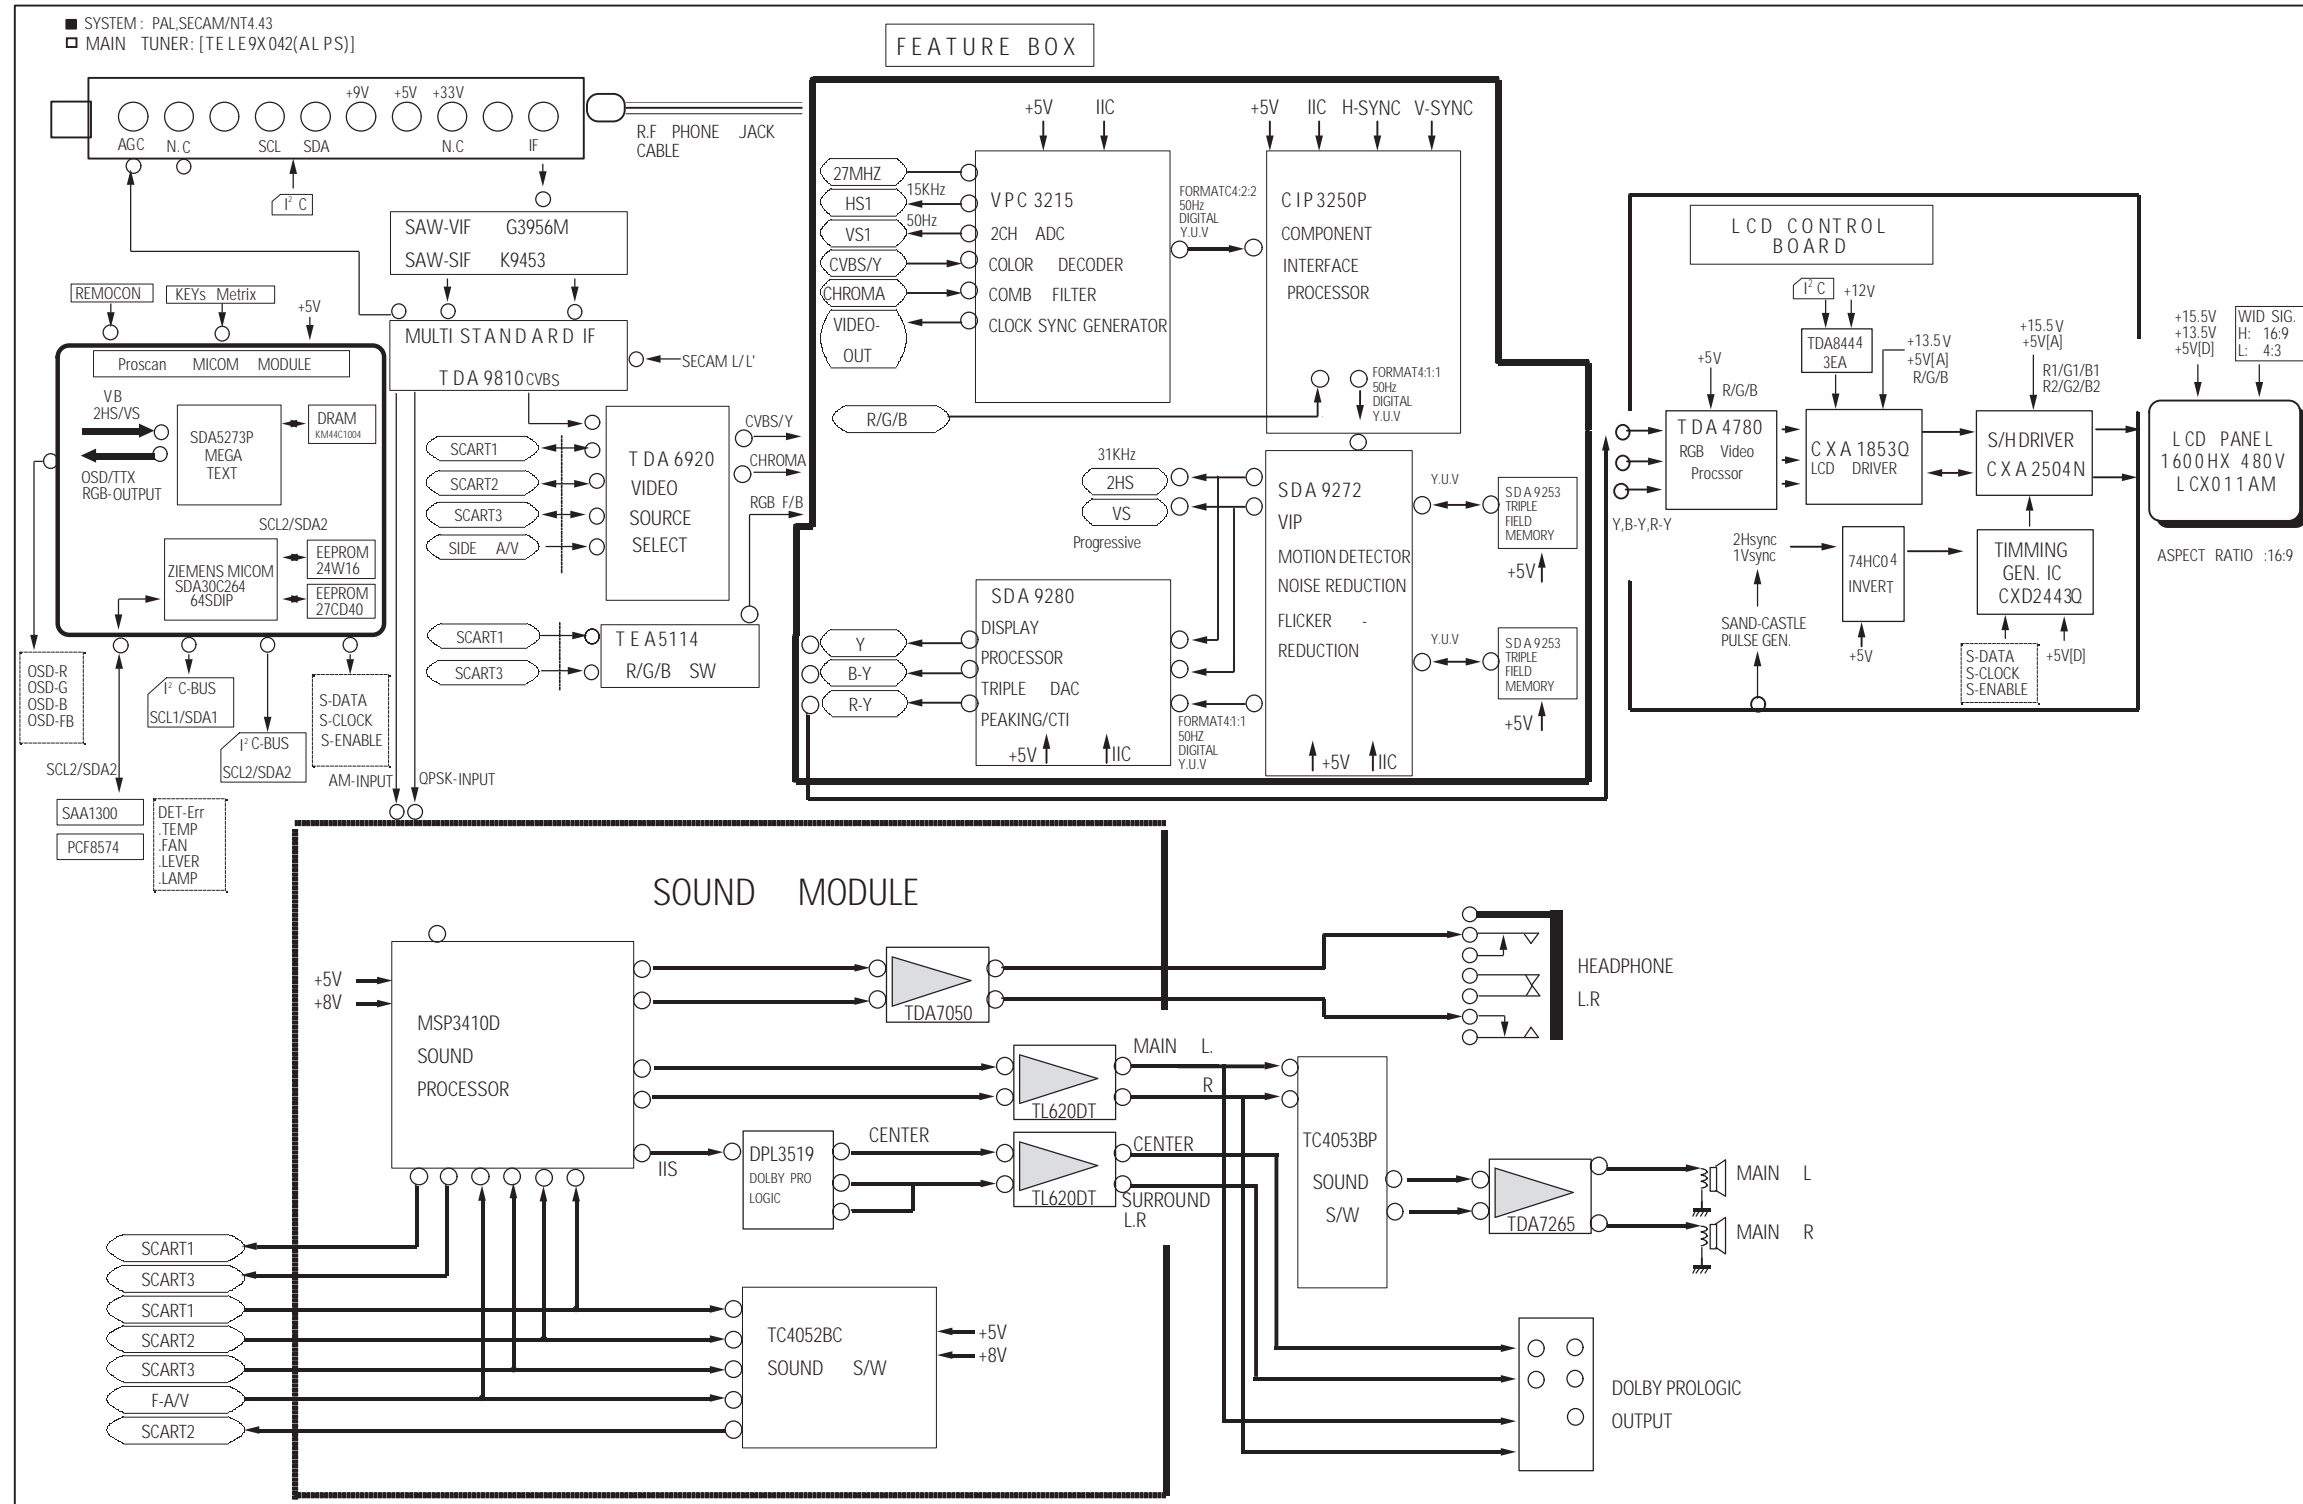 SYSTEM : PAL,SECAM/NT4.43
MAIN TUNER: [TELE9X042(ALPS)]
FEATURE BOX
+9V +5V +33V
AGC N.C SCL SDA N.C IF
R.F PHONE JACK
CABLE
I² C
SAW-VIF G3956M
SAW-SIF K9453
REMOCON
KEYs Metrix
+5V
MULTI STANDARD IF
TDA 9810 CVBS
SECAM L/L'
Proscan MICOM MODULE
VB
2HS/VS
SDA5273P
MEGA
TEXT
DRAM
KM44C1004
OSD/TTX
RGB-OUTPUT
SCL2/SDA2
ZIEMENS MICOM
SDA30C264
64SDIP
EEPROM
24W16
EEPROM
27CD40
OSD-R
OSD-G
OSD-B
OSD-FB
I² C-BUS
SCL1/SDA1
I² C-BUS
SCL2/SDA2
S-DATA
S-CLOCK
S-ENABLE
SCL2/SDA2
SAA1300
PCF8574
DET-Err
.TEMP
.FAN
.LEVER
.LAMP
AM-INPUT
QPSK-INPUT
SCART1
SCART2
SCART3
SIDE A/V
TDA 6920
VIDEO
SOURCE
SELECT
CVBS/Y
CHROMA
RGB F/B
SCART1
SCART3
TEA5114
R/G/B SW
+5V IIC
27MHZ
HS1
15KHz
VS1
50Hz
CVBS/Y
CHROMA
VIDEO-
OUT
VPC 3215
2CH ADC
COLOR DECODER
COMB FILTER
CLOCK SYNC GENERATOR
FORMATC4:2:2
50Hz
DIGITAL
Y.U.V
+5V IIC H-SYNC V-SYNC
CIP3250P
COMPONENT
INTERFACE
PROCESSOR
FORMAT4:1:1
50Hz
DIGITAL
Y.U.V
R/G/B
31KHz
2HS
VS
Progressive
SDA 9272
VIP
MOTION DETECTOR
NOISE REDUCTION
FLICKER -
REDUCTION
+5V IIC
Y.U.V
SDA 9253
TRIPLE
FIELD
MEMORY
+5V
Y.U.V
SDA 9253
TRIPLE
FIELD
MEMORY
+5V
SDA 9280
DISPLAY
PROCESSOR
TRIPLE DAC
PEAKING/CTI
+5V IIC
Y
B-Y
R-Y
FORMAT4:1:1
50HZ
DIGITAL
Y.U.V
LCD CONTROL
BOARD
I² C +12V
TDA8444
3EA
+5V
R/G/B
+13.5V
+5V[A]
R/G/B
+15.5V
+5V[A]
R1/G1/B1
R2/G2/B2
TDA 4780
RGB Video
Procssor
CXA 1853Q
LCD DRIVER
S/H DRIVER
CXA 2504N
Y,B-Y,R-Y
2Hsync
1Vsync
74HC04
INVERT
+5V
TIMMING
GEN. IC
CXD2443Q
SAND-CASTLE
PULSE GEN.
S-DATA
S-CLOCK
S-ENABLE
+5V[D]
+15.5V
+13.5V
+5V[D]
WID SIG.
H: 16:9
L: 4:3
LCD PANEL
1600HX 480V
LCX011AM
ASPECT RATIO :16:9
SOUND MODULE
+5V
+8V
MSP3410D
SOUND
PROCESSOR
IIS
TDA7050
HEADPHONE
L.R
TL620DT
MAIN L.
R
DPL3519
DOLBY PRO
LOGIC
CENTER
TL620DT
CENTER
SURROUND
L.R
TC4053BP
SOUND
S/W
TDA7265
MAIN L
MAIN R
SCART1
SCART3
SCART1
SCART2
SCART3
F-A/V
SCART2
TC4052BC
SOUND S/W
+5V
+8V
DOLBY PROLOGIC
OUTPUT